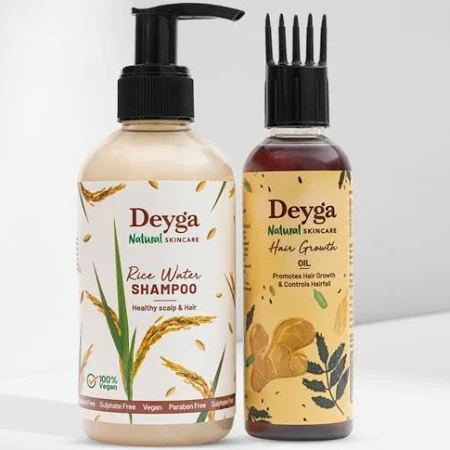 Deyga
Natural SKINCARE
Rice Water
SHAMPOO
Healthy scalp & Hair
100%
Vegan
Free Sulphate Free Vegan Paraben Free Sul
Deyga
Natural SKINCARE
Hair Growth
OIL
Promotes Hair Growth
& Controls Hairfall